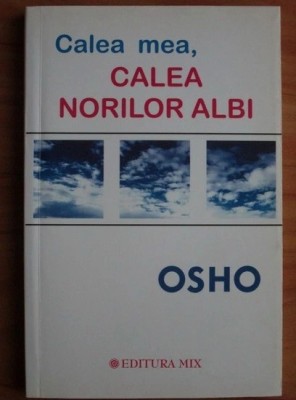 Calea mea,
CALEA
NORILOR ALBI
OSHO
EDITURA MIX